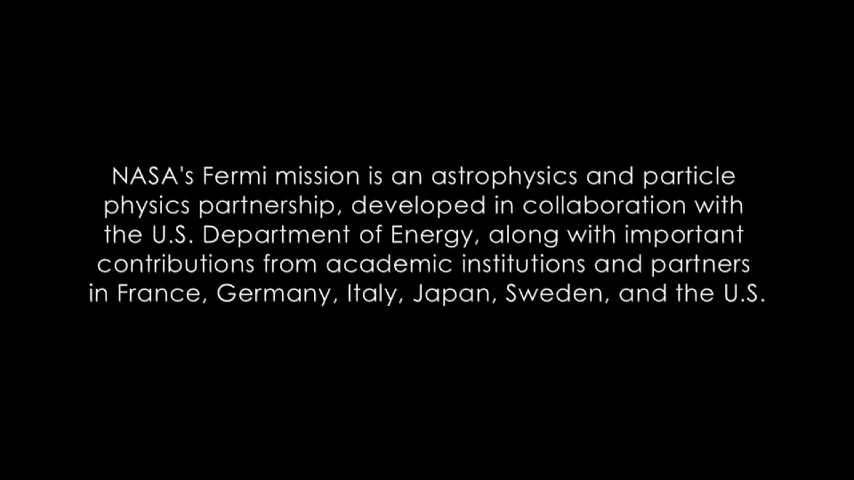 NASA's Fermi mission is an astrophysics and particle
physics partnership, developed in collaboration with
the U.S. Department of Energy, along with important
contributions from academic institutions and partners
in France, Germany, Italy, Japan, Sweden, and the U.S.